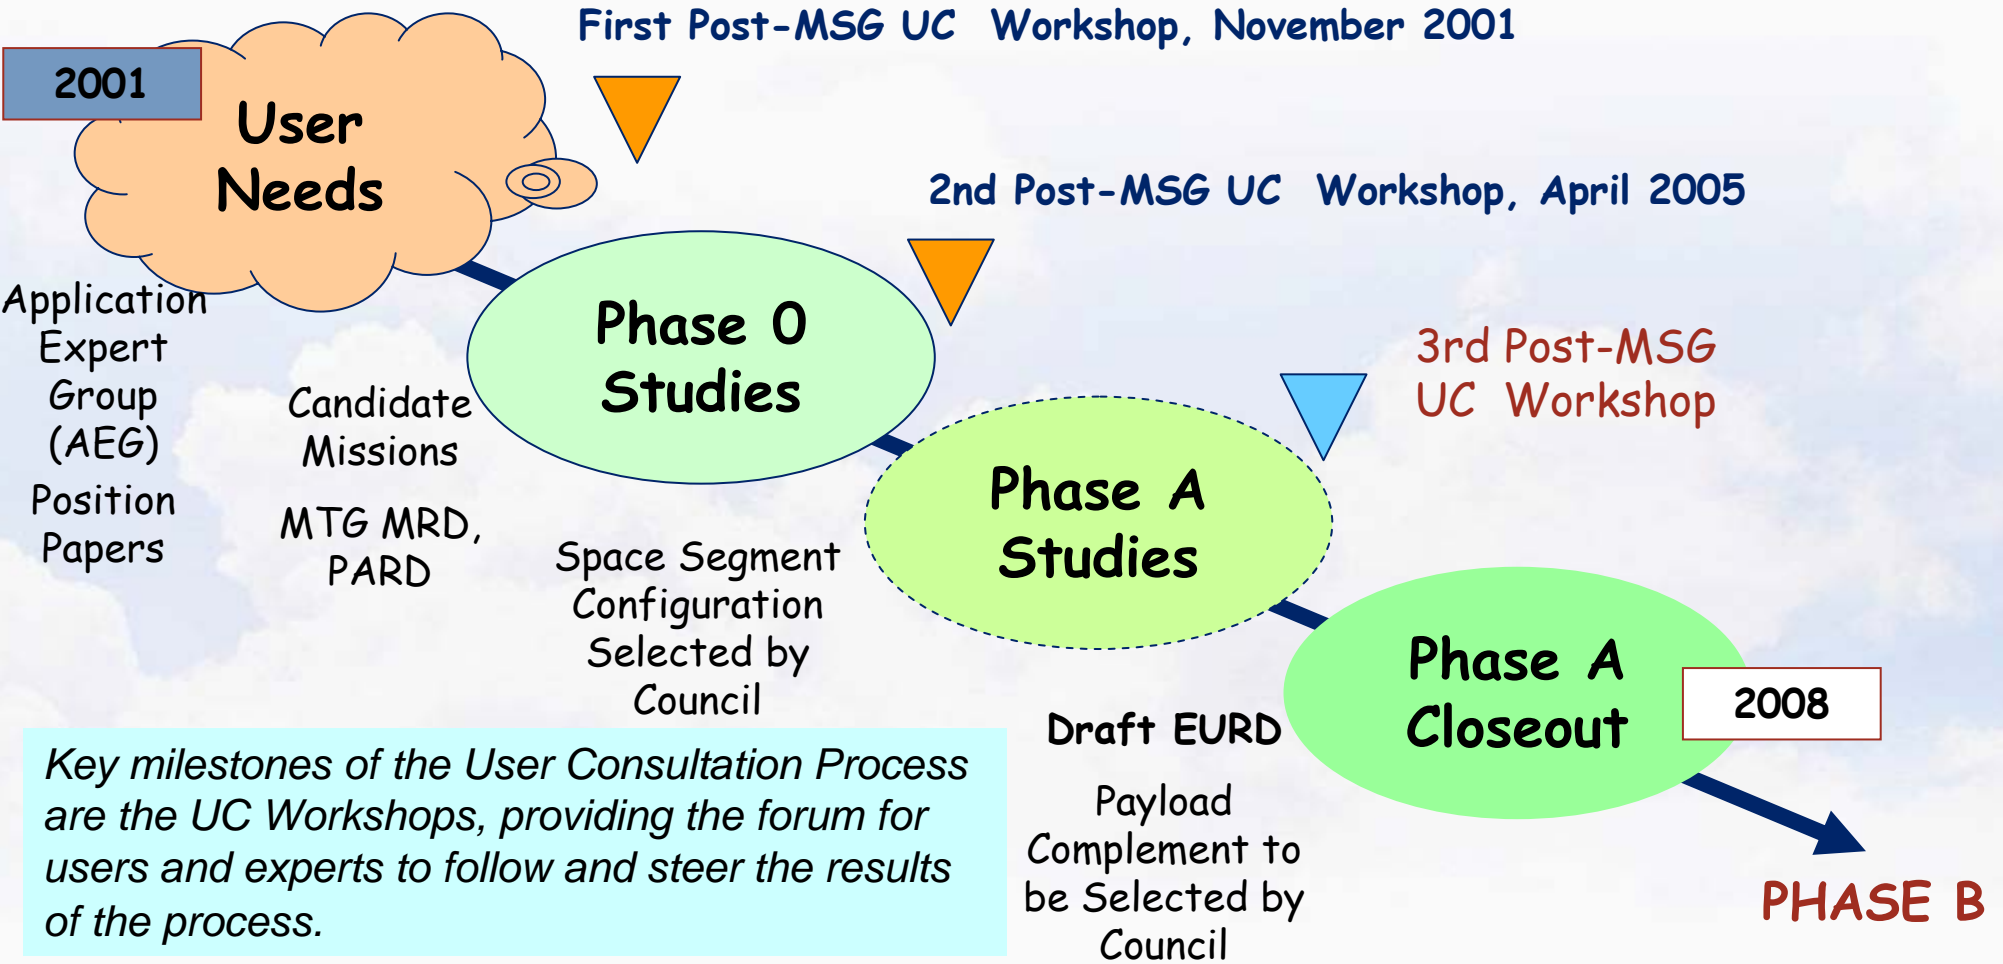 First Post-MSG UC Workshop, November 2001
2001
User
Needs
2nd Post-MSG UC Workshop, April 2005
Application
Expert
Group
(AEG)
Position
Papers
Candidate
Missions
MTG MRD,
PARD
Phase 0
Studies
3rd Post-MSG
UC Workshop
Space Segment
Configuration
Selected by
Council
Phase A
Studies
Draft EURD
Payload
Complement to
be Selected by
Council
Phase A
Closeout
2008
PHASE B
Key milestones of the User Consultation Process
are the UC Workshops, providing the forum for
users and experts to follow and steer the results
of the process.